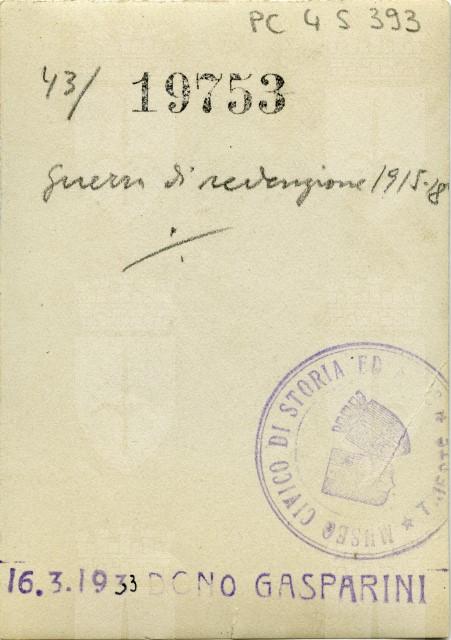 PC 4 S 393
43/ 19753
Guerra di redenzione 1915-18
MUSEO CIVICO DI STORIA ED
16.3.1933 DONO GASPARINI